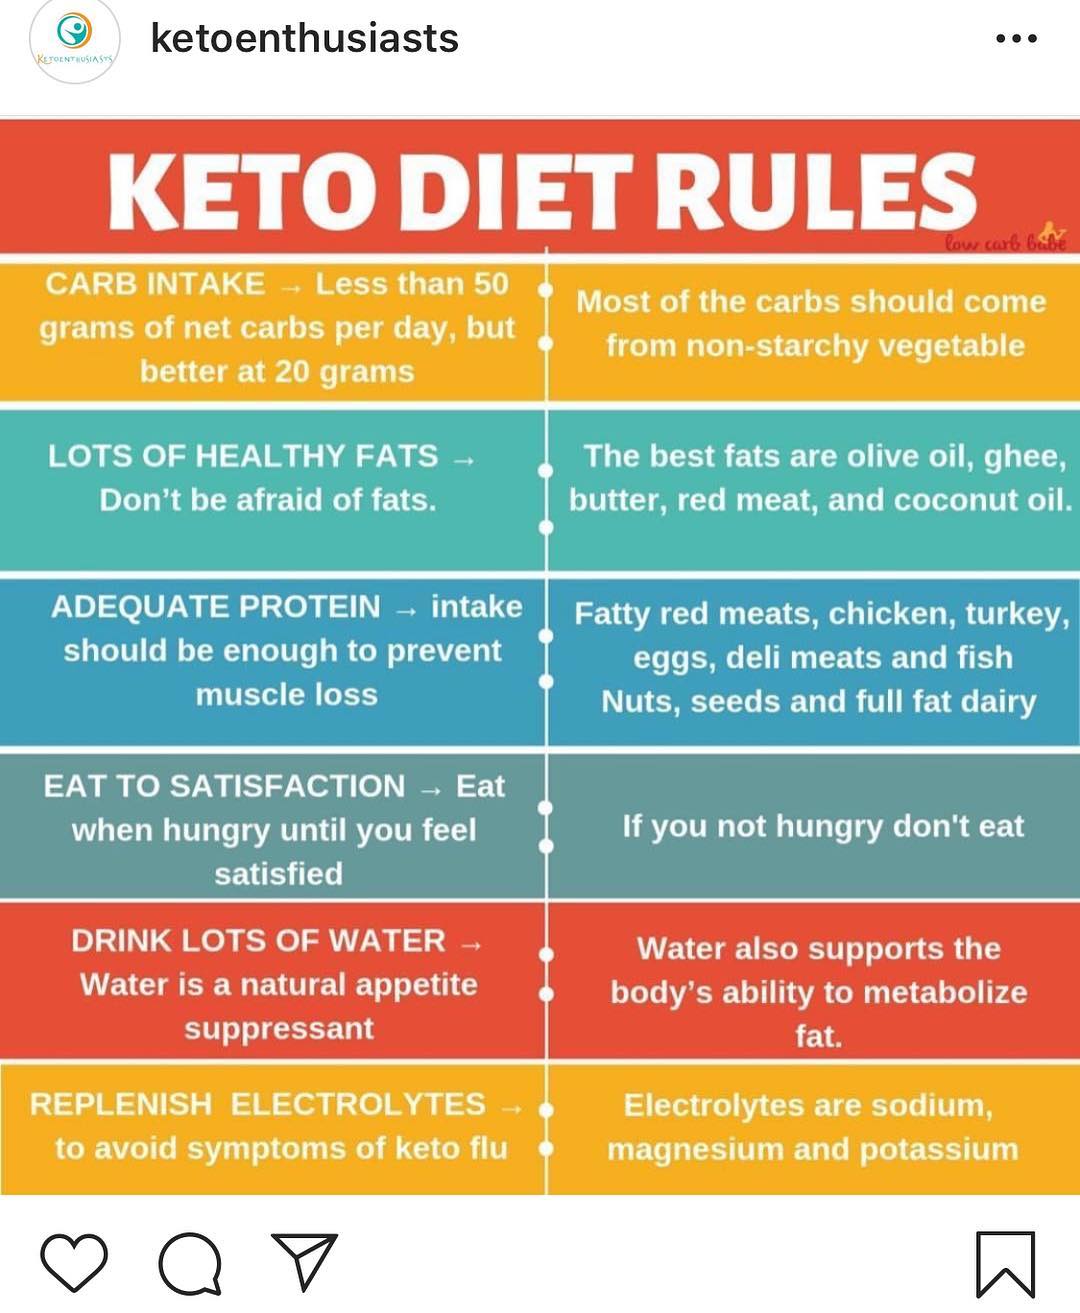 KETOENTHUSIASTS
ketoenthusiasts
KETO DIET RULES
low carb babe
CARB INTAKE → Less than 50
grams of net carbs per day, but
better at 20 grams
Most of the carbs should come
from non-starchy vegetable
LOTS OF HEALTHY FATS →
Don’t be afraid of fats.
The best fats are olive oil, ghee,
butter, red meat, and coconut oil.
ADEQUATE PROTEIN → intake
should be enough to prevent
muscle loss
Fatty red meats, chicken, turkey,
eggs, deli meats and fish
Nuts, seeds and full fat dairy
EAT TO SATISFACTION → Eat
when hungry until you feel
satisfied
If you not hungry don't eat
DRINK LOTS OF WATER →
Water is a natural appetite
suppressant
Water also supports the
body’s ability to metabolize
fat.
REPLENISH ELECTROLYTES →
to avoid symptoms of keto flu
Electrolytes are sodium,
magnesium and potassium